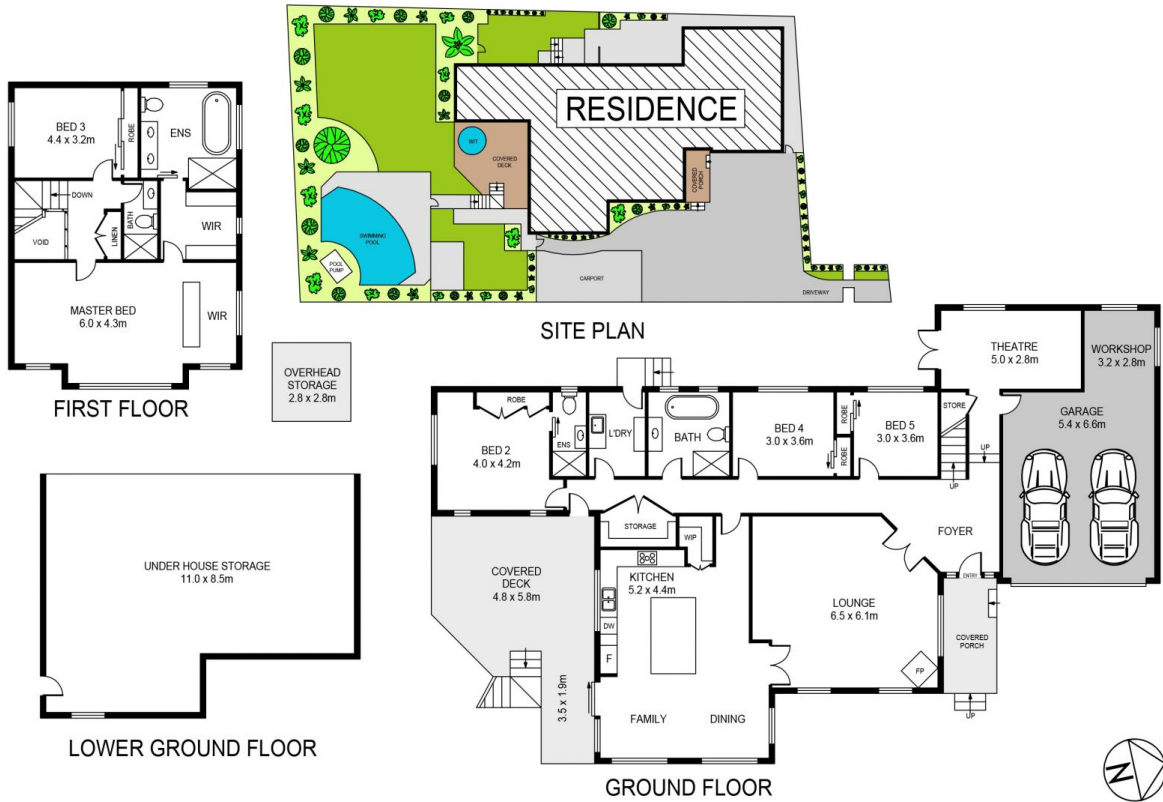 RESIDENCE
W/T
COVERED
DECK
COVERED
PORCH
SWIMMING
POOL
POOL
PUMP
CARPORT
DRIVEWAY
SITE PLAN
BED 3
4.4 x 3.2m
ROBE
ENS
DOWN
VOID
LINEN
BATH
WIR
MASTER BED
6.0 x 4.3m
WIR
FIRST FLOOR
OVERHEAD
STORAGE
2.8 x 2.8m
UNDER HOUSE STORAGE
11.0 x 8.5m
LOWER GROUND FLOOR
THEATRE
5.0 x 2.8m
WORKSHOP
3.2 x 2.8m
GARAGE
5.4 x 6.6m
STORE
UP
UP
ROBE
BED 2
4.0 x 4.2m
ENS
L'DRY
BATH
BED 4
3.0 x 3.6m
ROBE
ROBE
BED 5
3.0 x 3.6m
STORAGE
WIP
FOYER
ENTRY
COVERED
DECK
4.8 x 5.8m
KITCHEN
5.2 x 4.4m
DW
F
LOUNGE
6.5 x 6.1m
FP
COVERED
PORCH
UP
3.5 x 1.9m
FAMILY
DINING
GROUND FLOOR
N